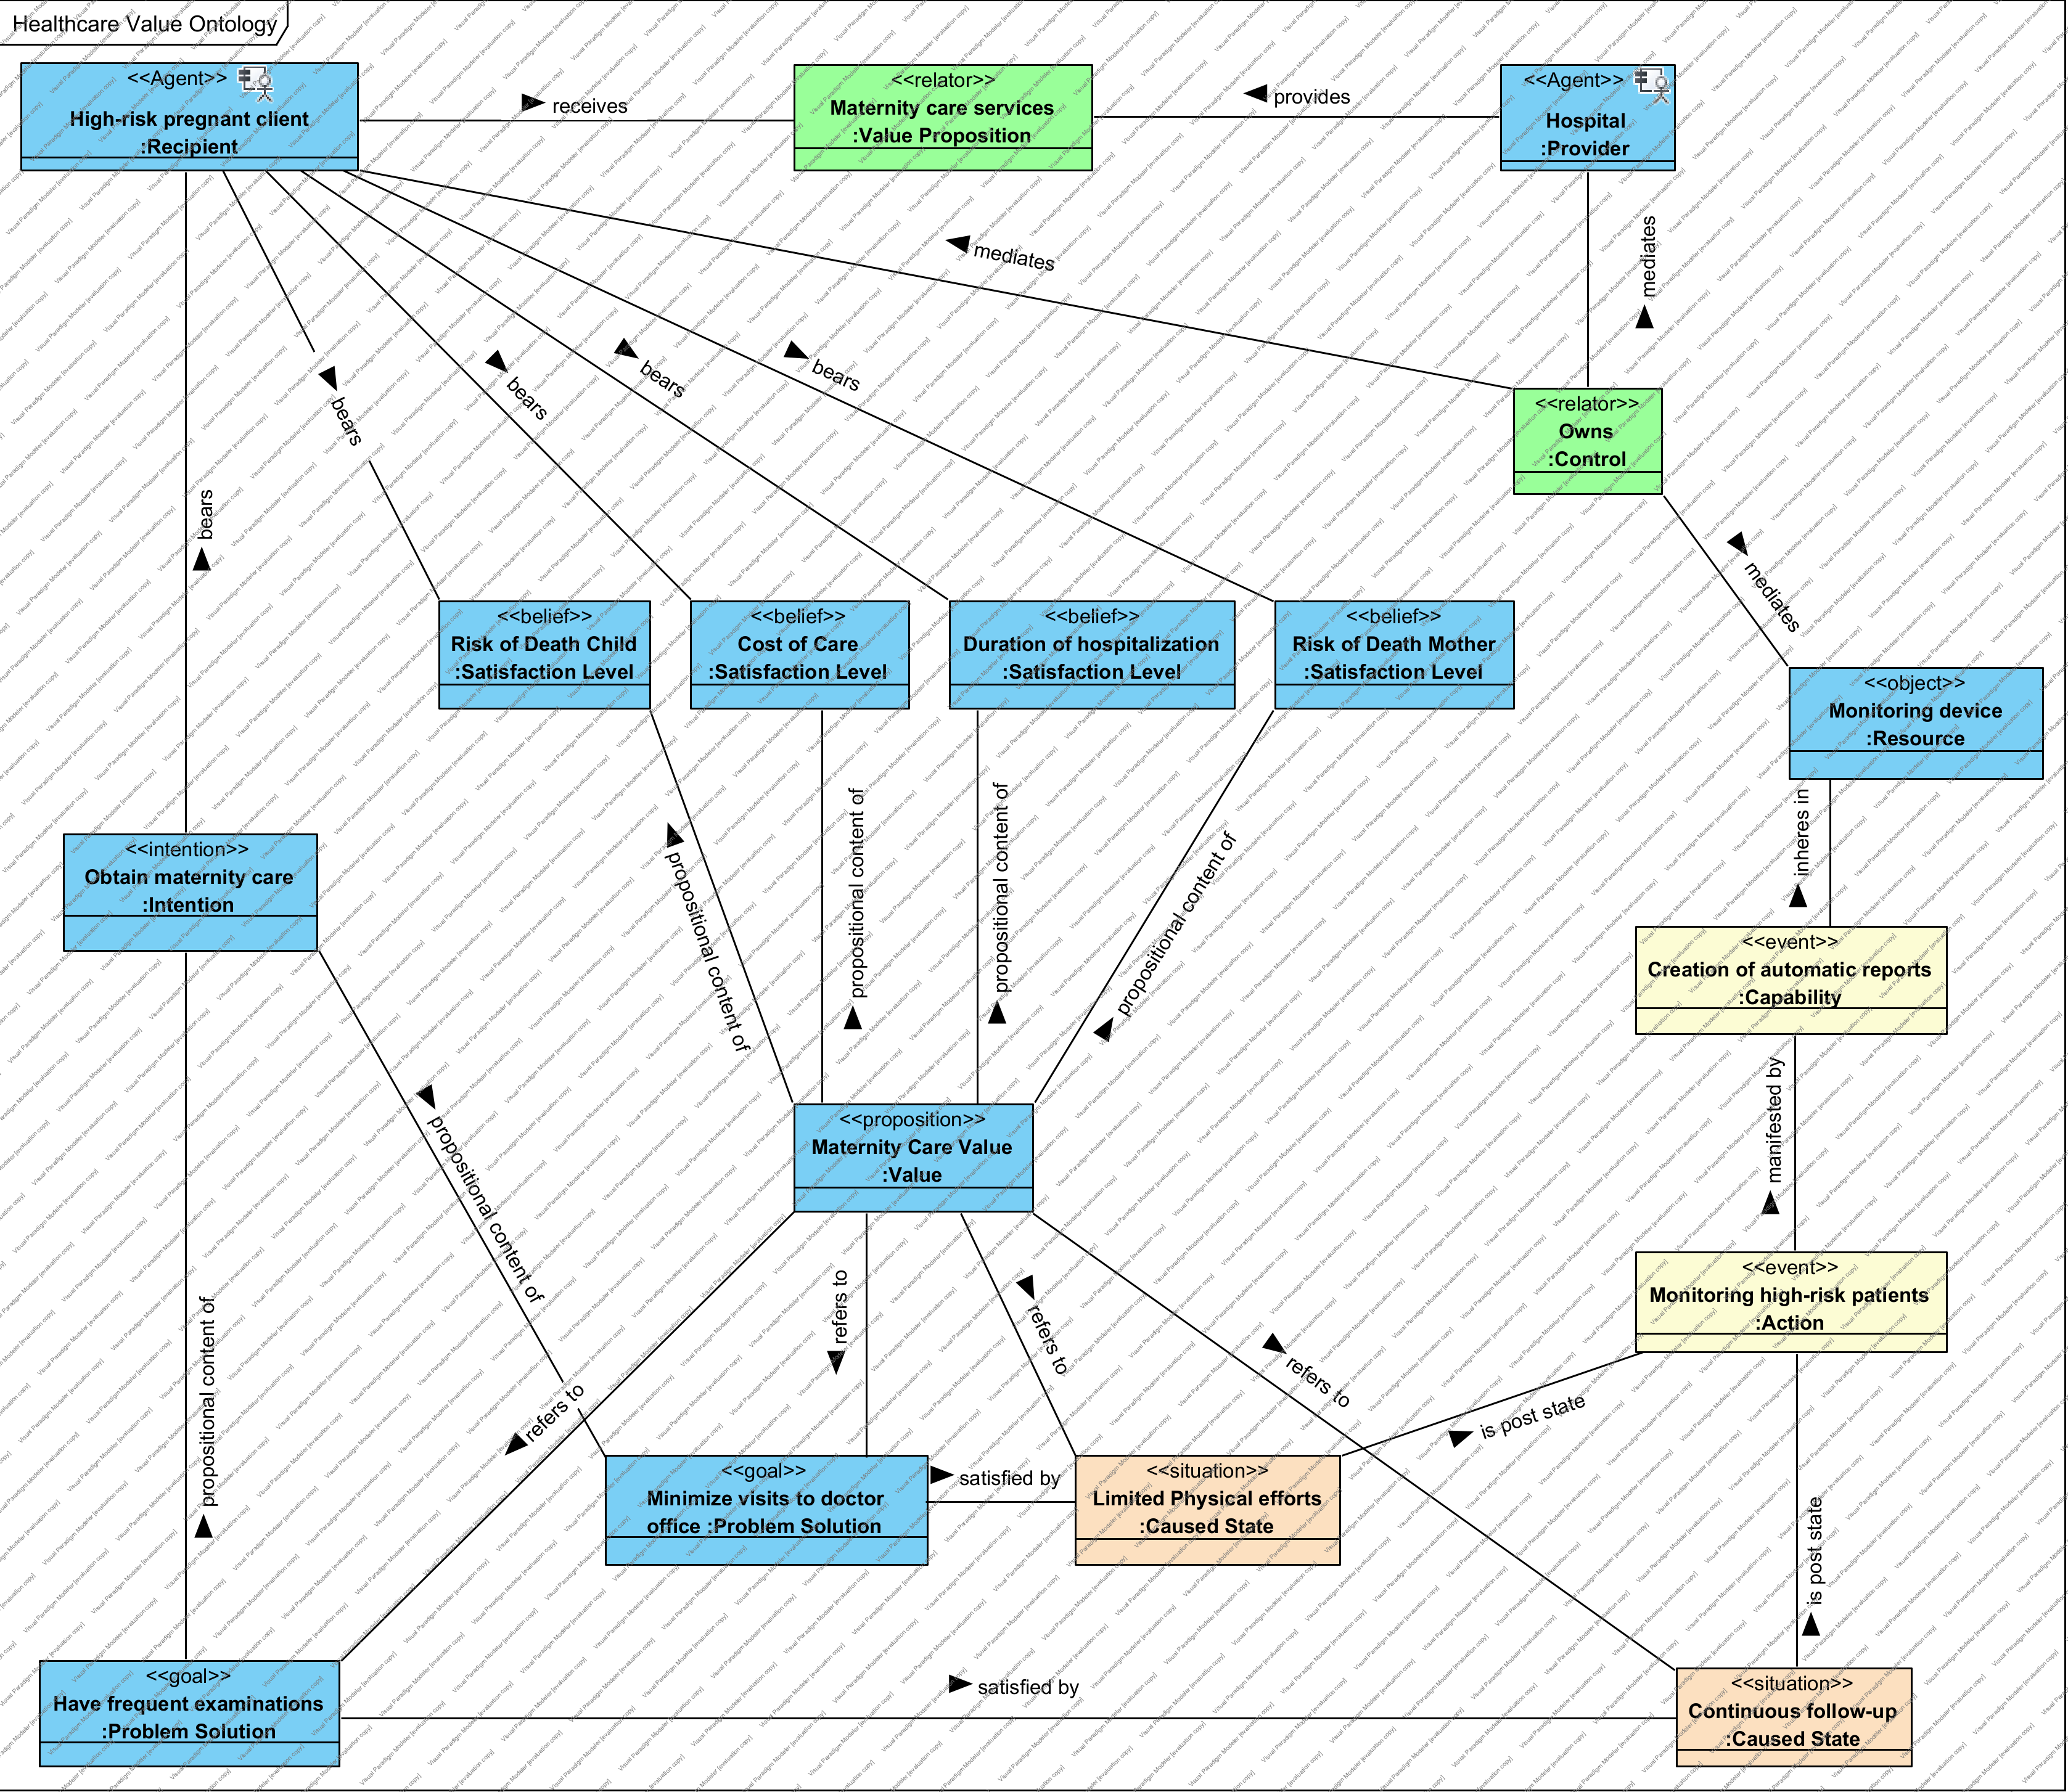 Healthcare Value Ontology
<<Agent>>
High-risk pregnant client
:Recipient
receives
<<relator>>
Maternity care services
:Value Proposition
provides
<<Agent>>
Hospital
:Provider
mediates
mediates
<<relator>>
Owns
:Control
mediates
bears
bears
bears
bears
bears
<<belief>>
Risk of Death Child
:Satisfaction Level
<<belief>>
Cost of Care
:Satisfaction Level
<<belief>>
Duration of hospitalization
:Satisfaction Level
<<belief>>
Risk of Death Mother
:Satisfaction Level
<<object>>
Monitoring device
:Resource
inheres in
<<intention>>
Obtain maternity care
:Intention
propositional content of
propositional content of
propositional content of
propositional content of
<<event>>
Creation of automatic reports
:Capability
manifested by
<<proposition>>
Maternity Care Value
:Value
propositional content of
propositional content of
refers to
refers to
refers to
refers to
<<event>>
Monitoring high-risk patients
:Action
is post state
is post state
<<goal>>
Minimize visits to doctor
office :Problem Solution
satisfied by
<<situation>>
Limited Physical efforts
:Caused State
<<goal>>
Have frequent examinations
:Problem Solution
satisfied by
<<situation>>
Continuous follow-up
:Caused State
Visual Paradigm Modeler [evaluation copy]